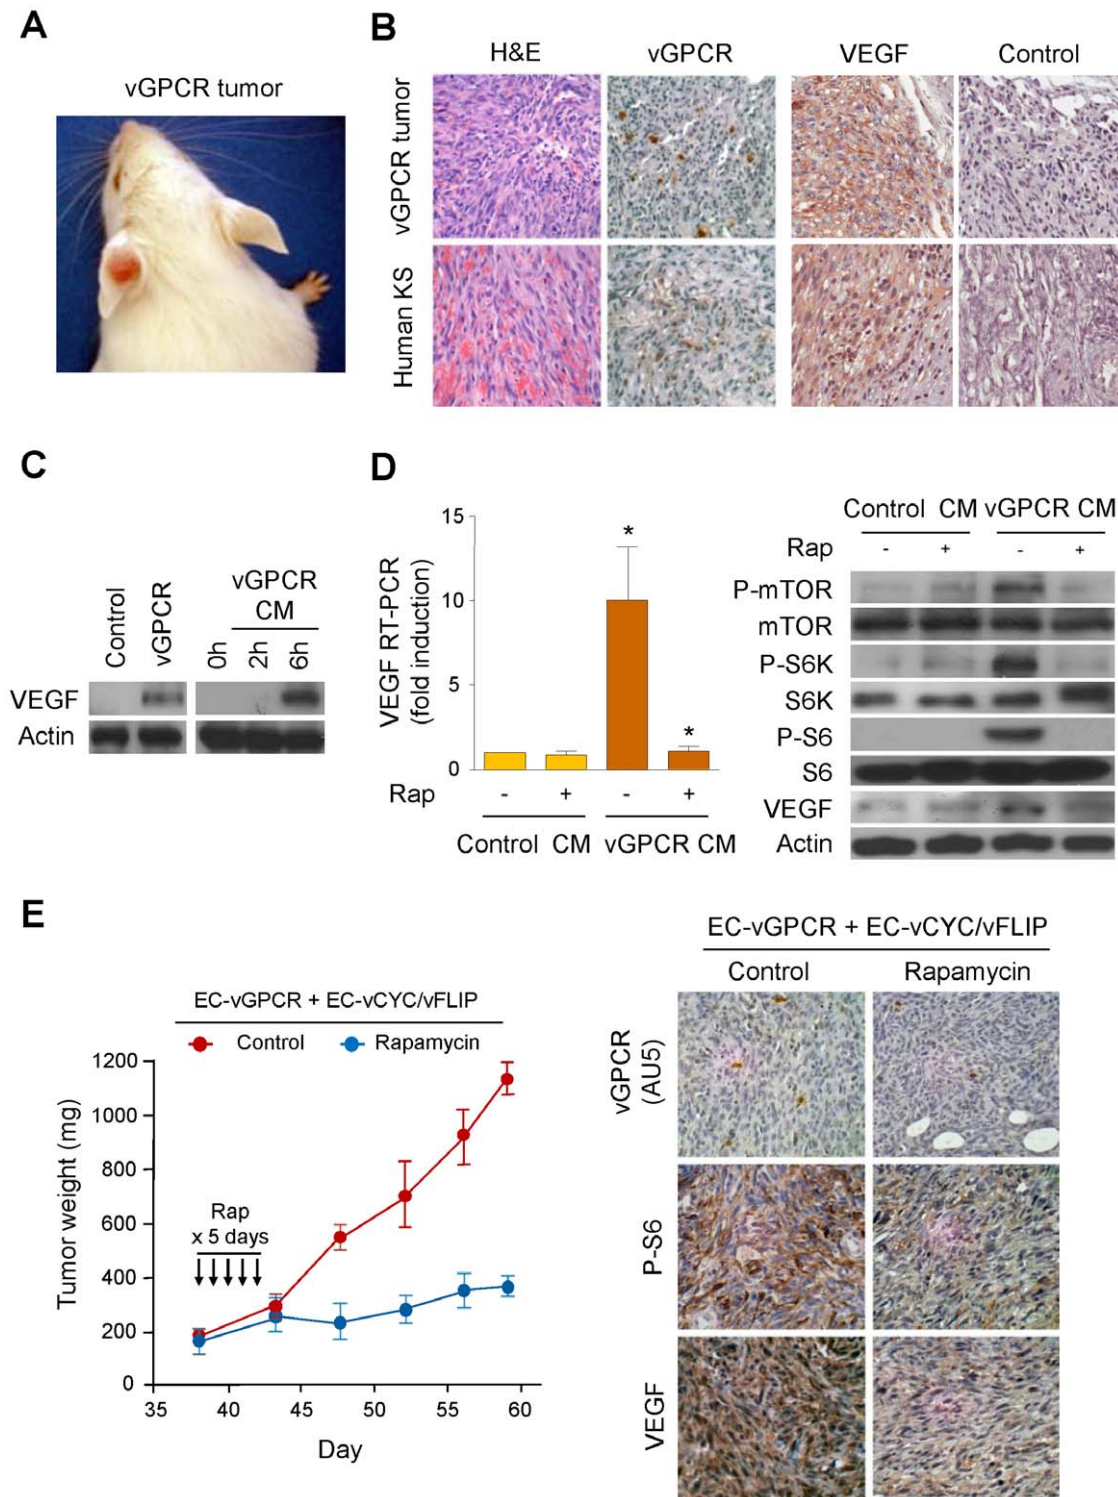 A
vGPCR tumor
B
H&E
vGPCR
VEGF
Control
vGPCR tumor
Human KS
C
Control
vGPCR
vGPCR
CM
0h
2h
6h
VEGF
Actin
D
VEGF RT-PCR
(fold induction)
15
10
5
0
*
*
Rap
- + - +
Control CM
vGPCR CM
Control CM
vGPCR CM
Rap
- + - +
P-mTOR
mTOR
P-S6K
S6K
P-S6
S6
VEGF
Actin
E
EC-vGPCR + EC-vCYC/vFLIP
Control
Rapamycin
Tumor weight (mg)
1200
1000
800
600
400
200
0
Rap
x 5 days
35 40 45 50 55 60
Day
EC-vGPCR + EC-vCYC/vFLIP
Control
Rapamycin
vGPCR
(AU5)
P-S6
VEGF